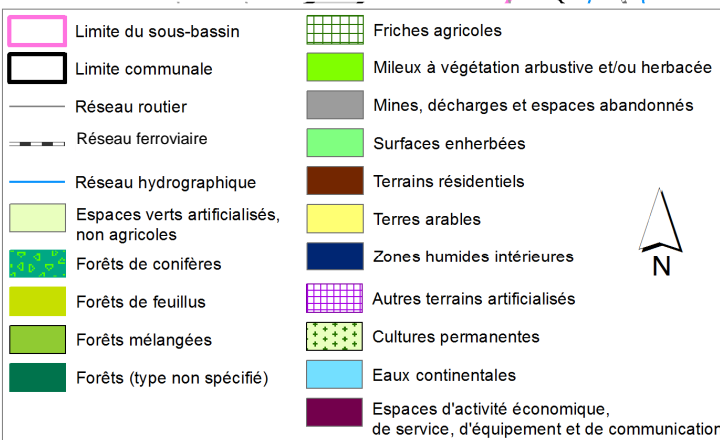 Limite du sous-bassin
Limite communale
Réseau routier
Réseau ferroviaire
Réseau hydrographique
Espaces verts artificialisés,
non agricoles
Forêts de conifères
Forêts de feuillus
Forêts mélangées
Forêts (type non spécifié)
Friches agricoles
Mileux à végétation arbustive et/ou herbacée
Mines, décharges et espaces abandonnés
Surfaces enherbées
Terrains résidentiels
Terres arables
Zones humides intérieures
Autres terrains artificialisés
Cultures permanentes
Eaux continentales
Espaces d'activité économique,
de service, d'équipement et de communication
N